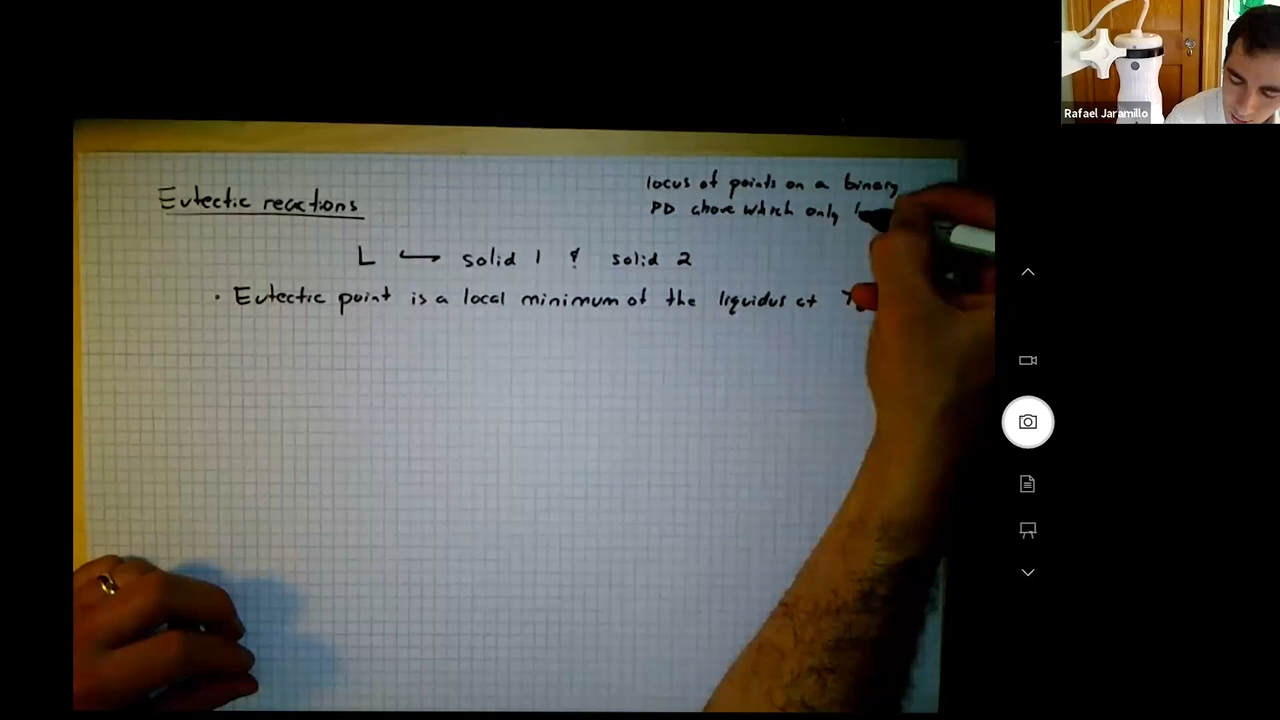 Rafael Jaramillo
Eutectic reactions
locus of points on a binary
PD above which only
L ⟷ solid 1 & solid 2
· Eutectic point is a local minimum of the liquidus at